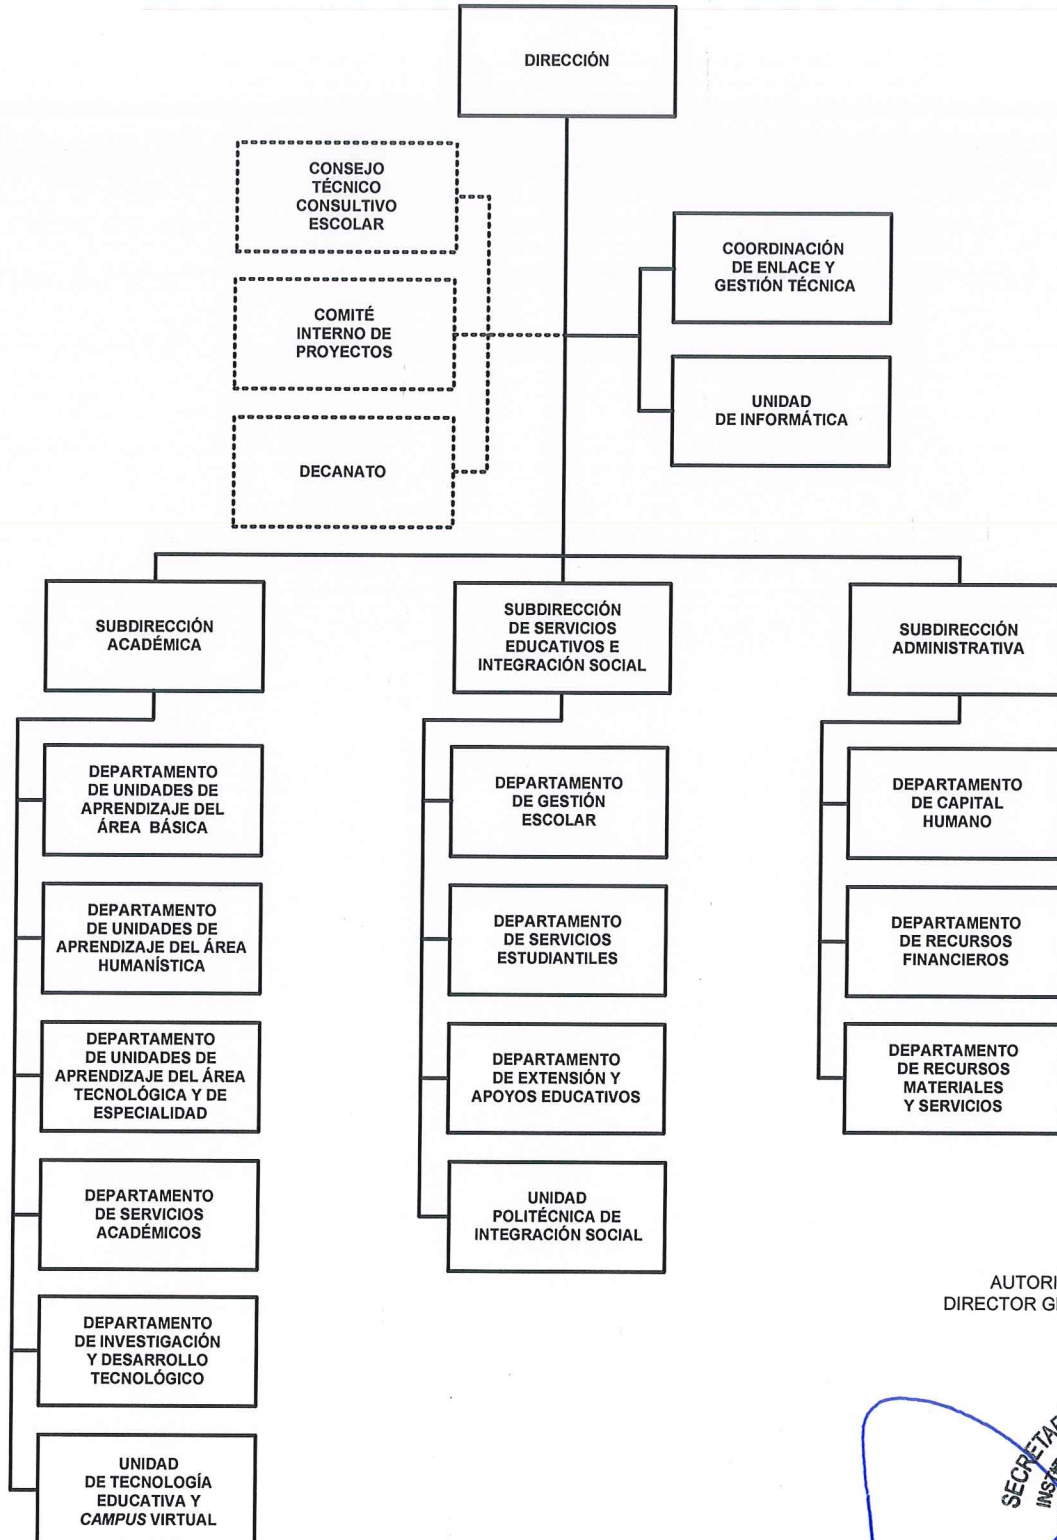 DIRECCIÓN
CONSEJO
TÉCNICO
CONSULTIVO
ESCOLAR
COMITÉ
INTERNO DE
PROYECTOS
DECANATO
COORDINACIÓN
DE ENLACE Y
GESTIÓN TÉCNICA
UNIDAD
DE INFORMÁTICA
SUBDIRECCIÓN
ACADÉMICA
DEPARTAMENTO
DE UNIDADES DE
APRENDIZAJE DEL
ÁREA BÁSICA
DEPARTAMENTO
DE UNIDADES DE
APRENDIZAJE DEL ÁREA
HUMANÍSTICA
DEPARTAMENTO
DE UNIDADES DE
APRENDIZAJE DEL ÁREA
TECNOLÓGICA Y DE
ESPECIALIDAD
DEPARTAMENTO
DE SERVICIOS
ACADÉMICOS
DEPARTAMENTO
DE INVESTIGACIÓN
Y DESARROLLO
TECNOLÓGICO
UNIDAD
DE TECNOLOGÍA
EDUCATIVA Y
CAMPUS VIRTUAL
SUBDIRECCIÓN
DE SERVICIOS
EDUCATIVOS E
INTEGRACIÓN SOCIAL
DEPARTAMENTO
DE GESTIÓN
ESCOLAR
DEPARTAMENTO
DE SERVICIOS
ESTUDIANTILES
DEPARTAMENTO
DE EXTENSIÓN Y
APOYOS EDUCATIVOS
UNIDAD
POLITÉCNICA DE
INTEGRACIÓN SOCIAL
SUBDIRECCIÓN
ADMINISTRATIVA
DEPARTAMENTO
DE CAPITAL
HUMANO
DEPARTAMENTO
DE RECURSOS
FINANCIEROS
DEPARTAMENTO
DE RECURSOS
MATERIALES
Y SERVICIOS
AUTORI
DIRECTOR G